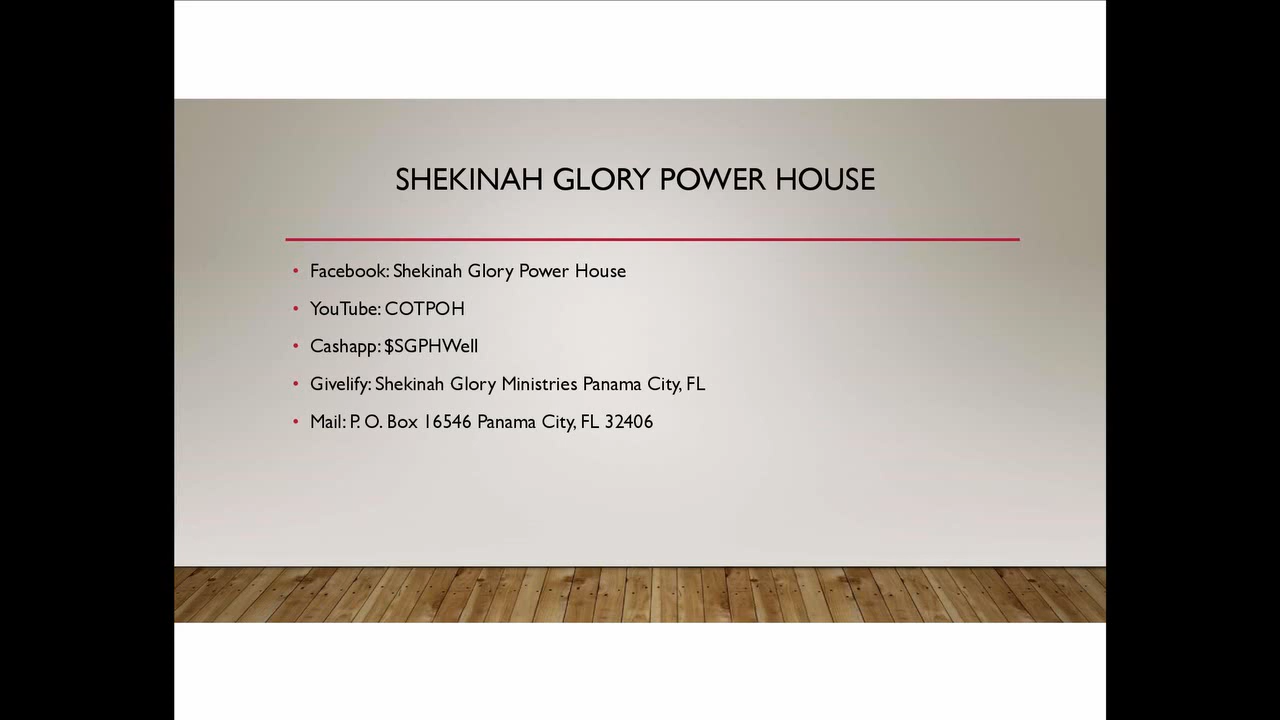 SHEKINAH GLORY POWER HOUSE
• Facebook: Shekinah Glory Power House
• YouTube: COTPOH
• Cashapp: $SGPHWell
• Givelify: Shekinah Glory Ministries Panama City, FL
• Mail: P. O. Box 16546 Panama City, FL 32406